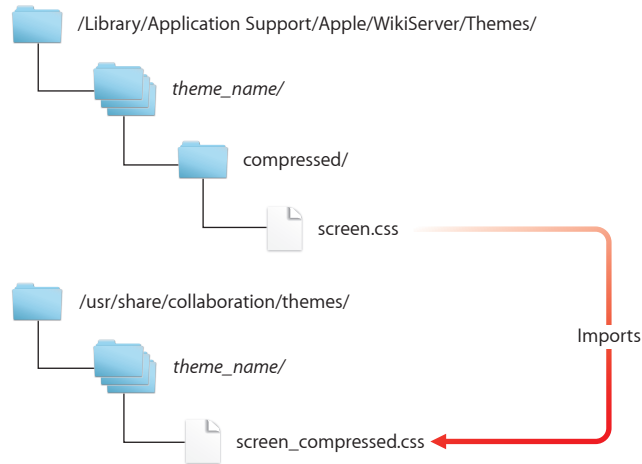 /Library/Application Support/Apple/WikiServer/Themes/
theme_name/
compressed/
screen.css
/usr/share/collaboration/themes/
Imports
theme_name/
screen_compressed.css